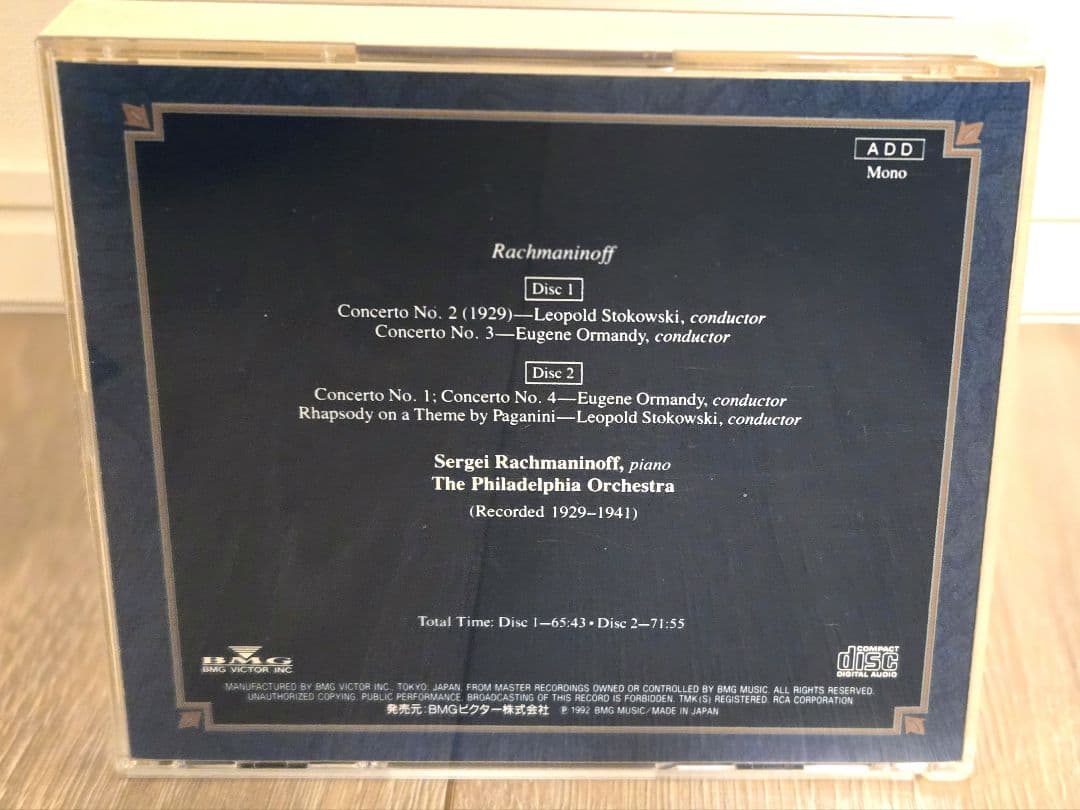 ADD
Mono
Rachmaninoff
Disc 1
Concerto No. 2 (1929)—Leopold Stokowski, conductor
Concerto No. 3—Eugene Ormandy, conductor
Disc 2
Concerto No. 1; Concerto No. 4—Eugene Ormandy, conductor
Rhapsody on a Theme by Paganini—Leopold Stokowski, conductor
Sergei Rachmaninoff, piano
The Philadelphia Orchestra
(Recorded 1929–1941)
Total Time: Disc 1—65:43 • Disc 2—71:55
BMG
BMG VICTOR INC
COMPACT
disc
DIGITAL AUDIO
MANUFACTURED BY BMG VICTOR INC., TOKYO, JAPAN. FROM MASTER RECORDINGS OWNED OR CONTROLLED BY BMG MUSIC. ALL RIGHTS RESERVED.
UNAUTHORIZED COPYING, PUBLIC PERFORMANCE, BROADCASTING OF THIS RECORD IS FORBIDDEN. TMK(S) REGISTERED. RCA CORPORATION
発売元:BMGビクター株式会社 ℗ 1992 BMG MUSIC/MADE IN JAPAN